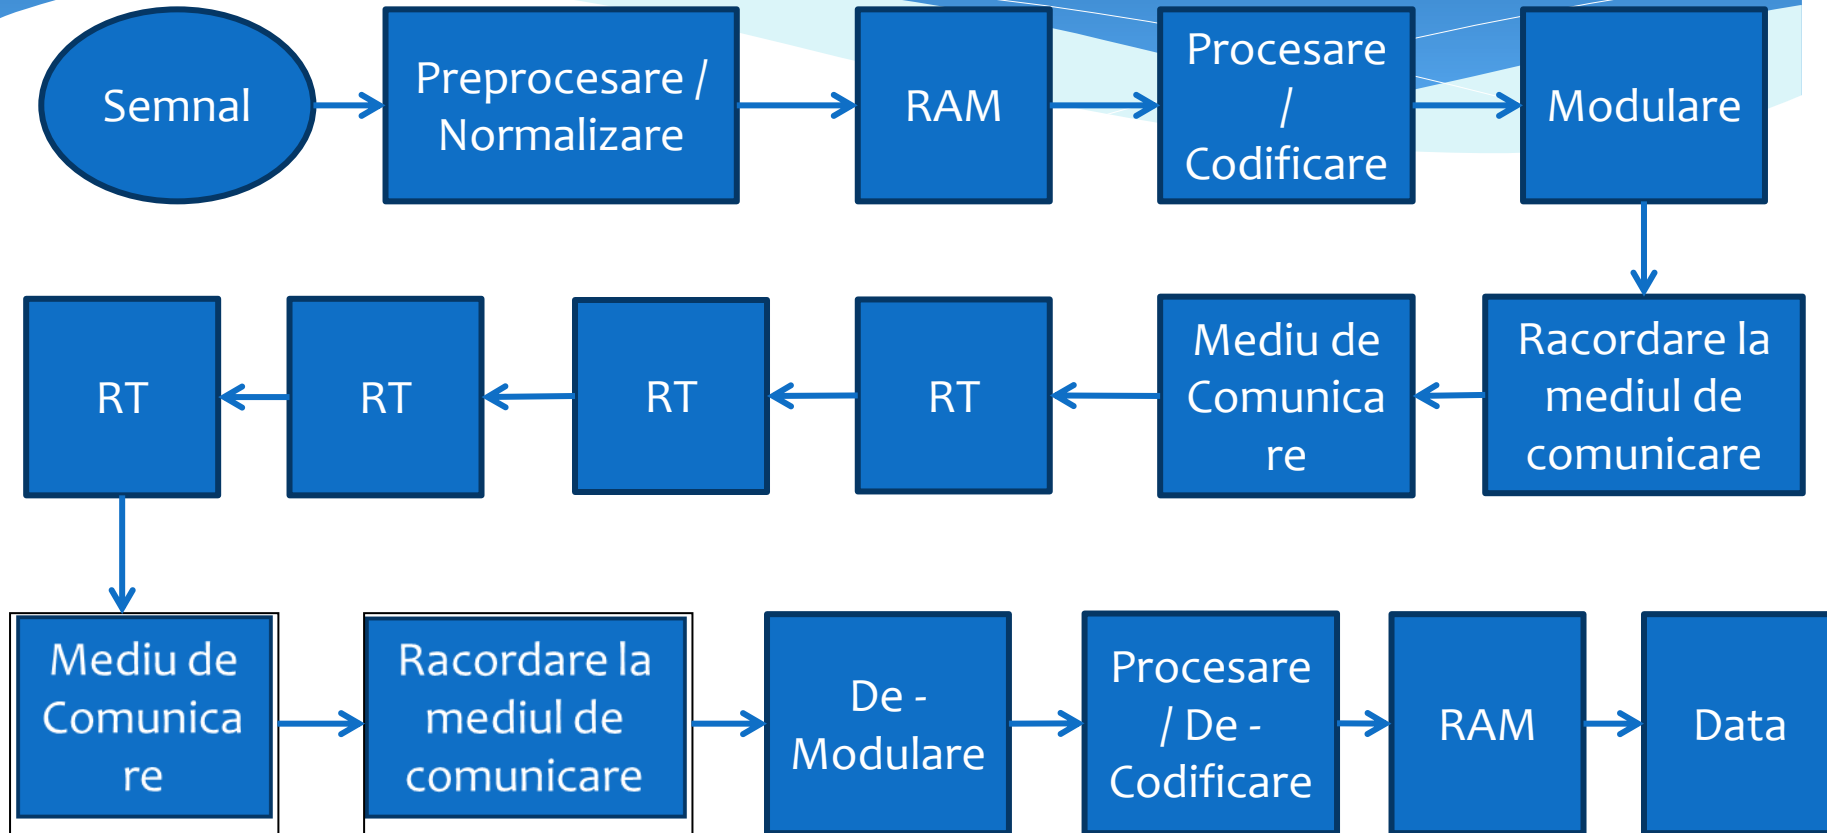 Semnal
Preprocesare /
Normalizare
RAM
Procesare
/
Codificare
Modulare
RT
RT
RT
RT
Mediu de
Comunica
re
Racordare la
mediul de
comunicare
Mediu de
Comunica
re
Racordare la
mediul de
comunicare
De -
Modulare
Procesare
/ De -
Codificare
RAM
Data